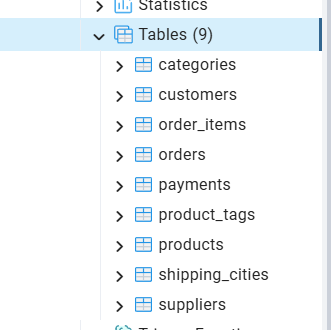 Statistics
Tables (9)
categories
customers
order_items
orders
payments
product_tags
products
shipping_cities
suppliers